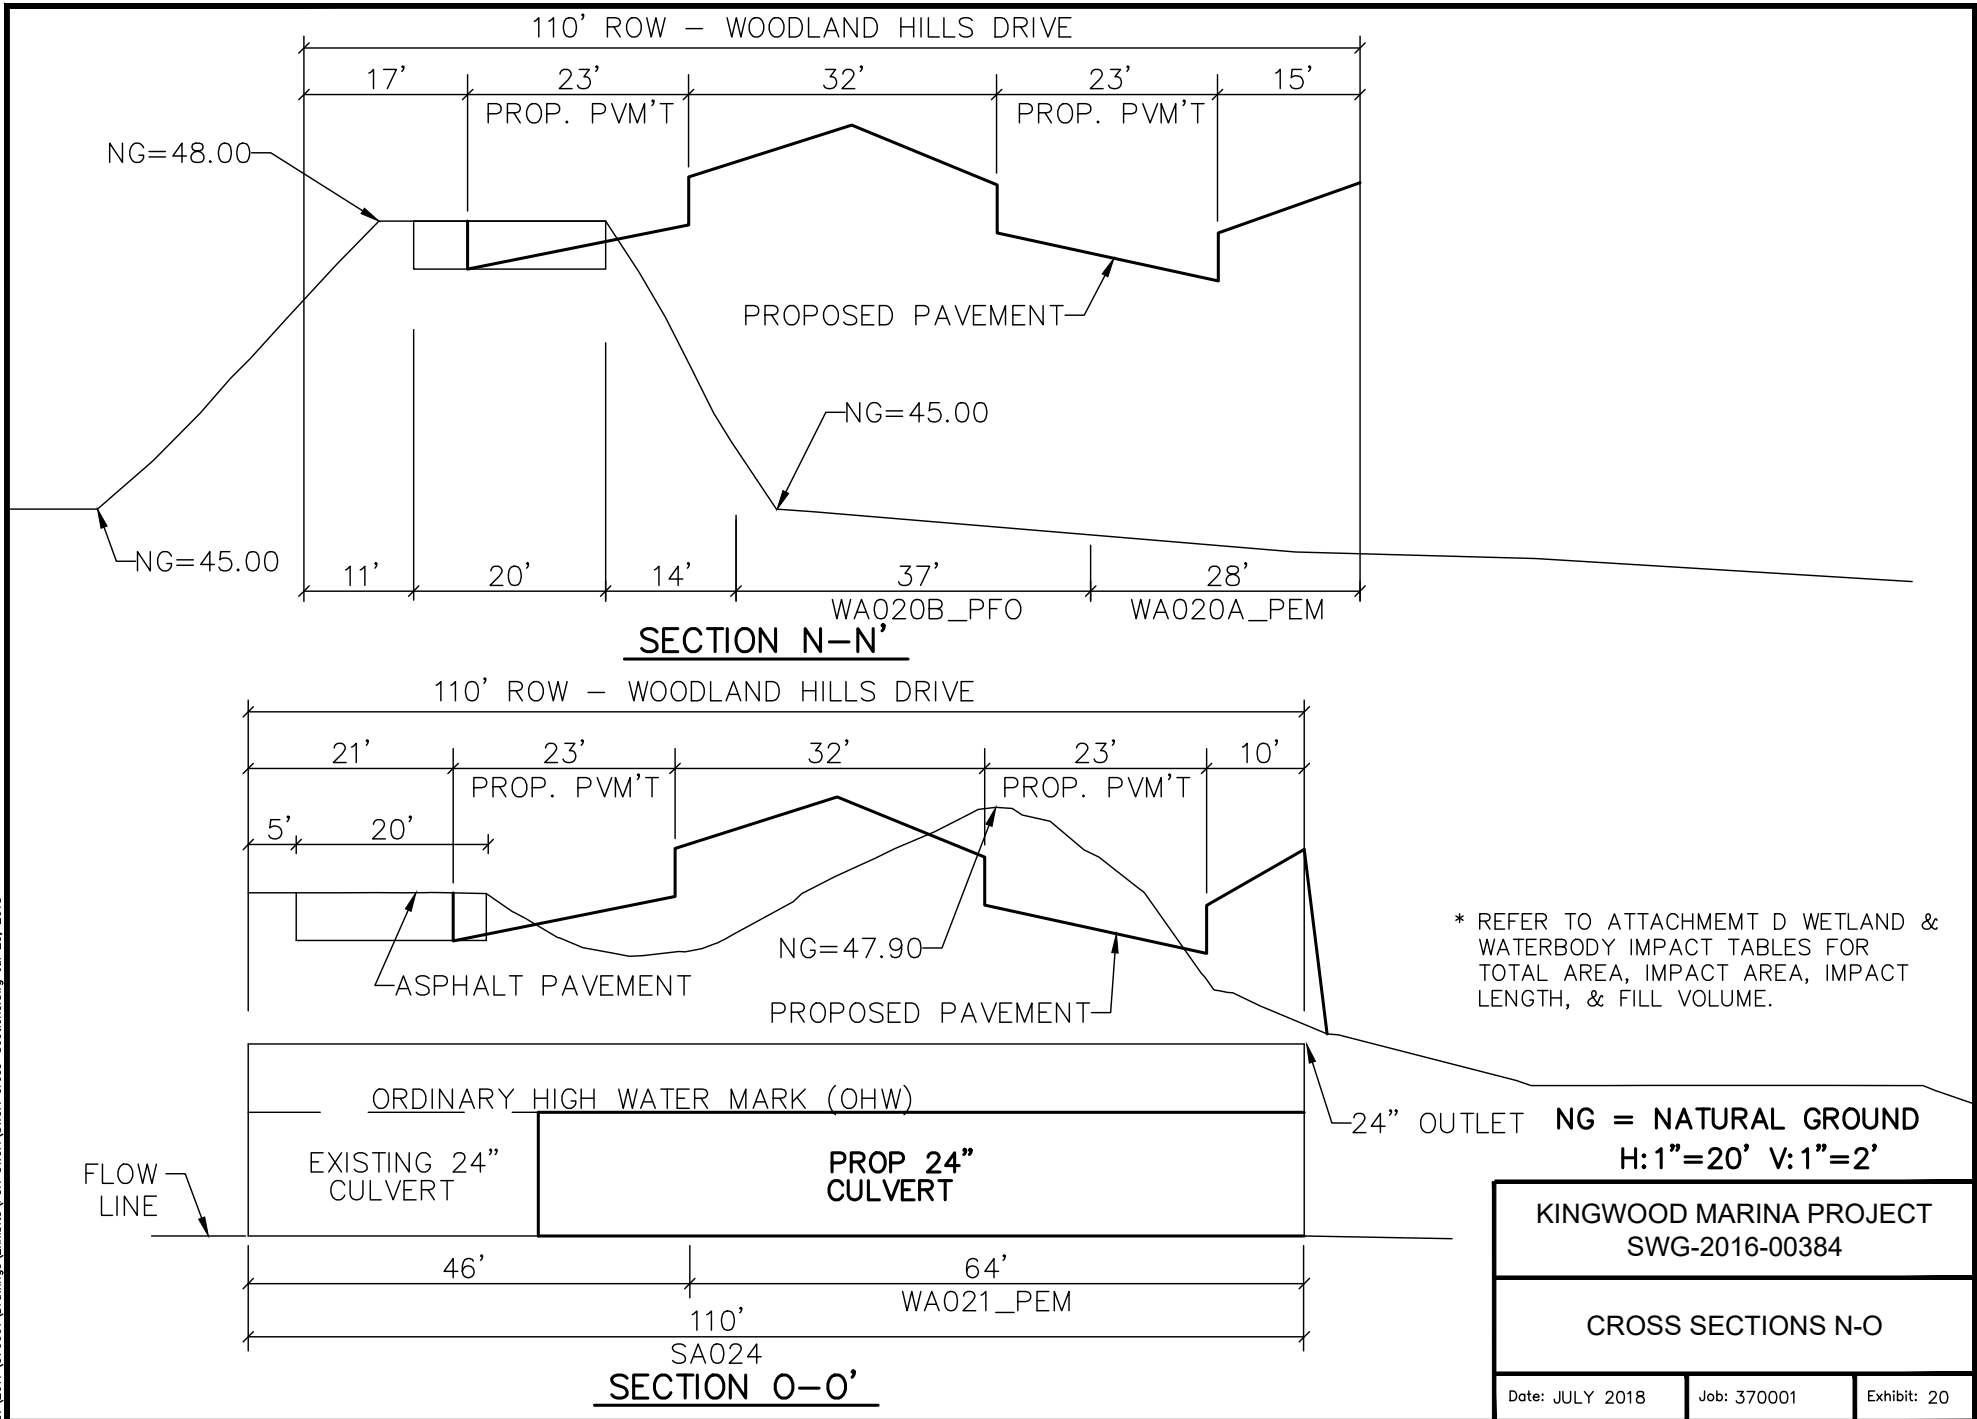 110' ROW – WOODLAND HILLS DRIVE
17' 23' 32' 23' 15'
PROP. PVM'T PROP. PVM'T
NG=48.00
PROPOSED PAVEMENT
NG=45.00
NG=45.00
11' 20' 14' 37' 28'
WA020B_PFO WA020A_PEM
SECTION N–N'
110' ROW – WOODLAND HILLS DRIVE
21' 23' 32' 23' 10'
PROP. PVM'T PROP. PVM'T
5' 20'
NG=47.90
ASPHALT PAVEMENT
PROPOSED PAVEMENT
* REFER TO ATTACHMEMT D WETLAND &
WATERBODY IMPACT TABLES FOR
TOTAL AREA, IMPACT AREA, IMPACT
LENGTH, & FILL VOLUME.
ORDINARY HIGH WATER MARK (OHW)
24" OUTLET
EXISTING 24"
CULVERT
PROP 24"
CULVERT
FLOW
LINE
46' 64'
WA021_PEM
110'
SA024
SECTION O–O'
NG = NATURAL GROUND
H:1"=20' V:1"=2'
KINGWOOD MARINA PROJECT
SWG-2016-00384
CROSS SECTIONS N-O
Date: JULY 2018 Job: 370001 Exhibit: 20